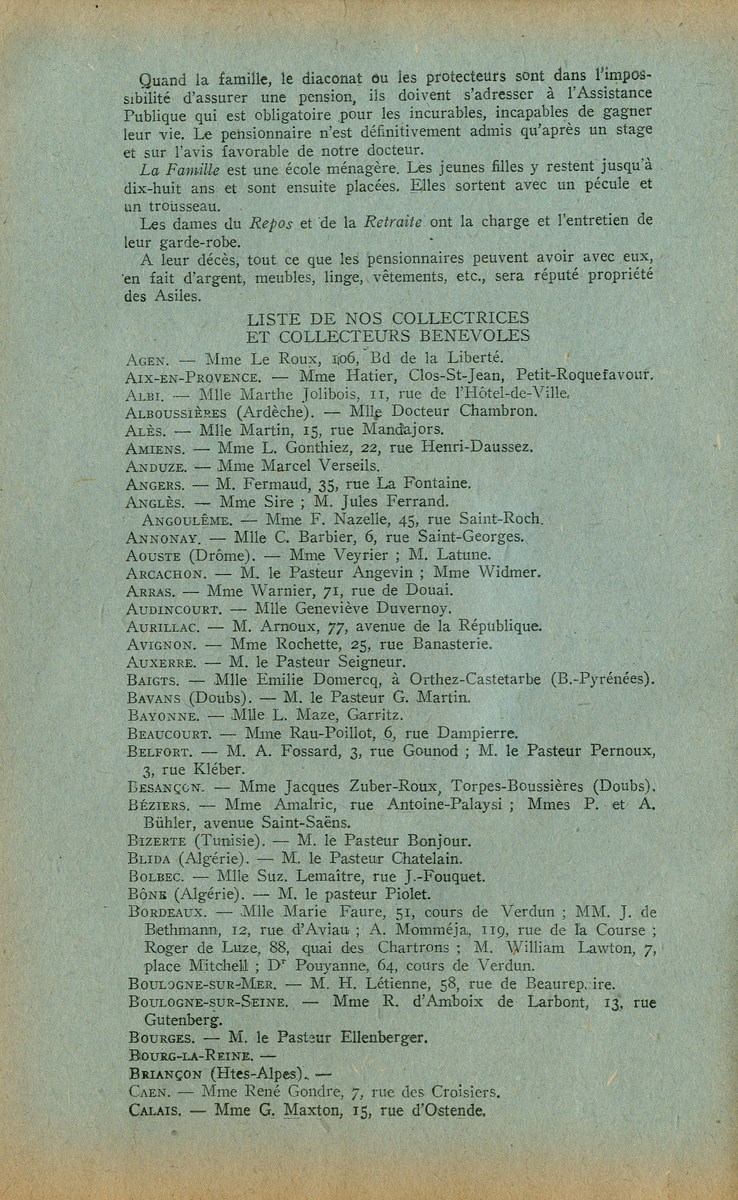 Quand la famille, le diaconat ou les protecteurs sont dans l'impos-
sibilité d'assurer une pension, ils doivent s'adresser à l'Assistance
Publique qui est obligatoire pour les incurables, incapables de gagner
leur vie. Le pensionnaire n'est définitivement admis qu'après un stage
et sur l'avis favorable de notre docteur.
La Famille est une école ménagère. Les jeunes filles y restent jusqu'à
dix-huit ans et sont ensuite placées. Elles sortent avec un pécule et
un trousseau.
Les dames du Repos et de la Retraite ont la charge et l'entretien de
leur garde-robe.
A leur décès, tout ce que les pensionnaires peuvent avoir avec eux,
en fait d'argent, meubles, linge, vêtements, etc., sera réputé propriété
des Asiles.
LISTE DE NOS COLLECTRICES
ET COLLECTEURS BENEVOLES
AGEN. — Mme Le Roux, 106, Bd de la Liberté.
AIX-EN-PROVENCE. — Mme Hatier, Clos-St-Jean, Petit-Roquefavour.
ALBI. — Mlle Marthe Jolibois, 11, rue de l'Hôtel-de-Ville.
ALBOUSSIÈRES (Ardèche). — Mlle Docteur Chambron.
ALÈS. — Mlle Martin, 15, rue Mandajors.
AMIENS. — Mme L. Gonthiez, 22, rue Henri-Daussez.
ANDUZE. — Mme Marcel Verseils.
ANGERS. — M. Fermaud, 35, rue La Fontaine.
ANGLÈS. — Mme Sire ; M. Jules Ferrand.
ANGOULÊME. — Mme F. Nazelle, 45, rue Saint-Roch.
ANNONAY. — Mlle C. Barbier, 6, rue Saint-Georges.
AOUSTE (Drôme). — Mme Veyrier ; M. Latune.
ARCACHON. — M. le Pasteur Angevin ; Mme Widmer.
ARRAS. — Mme Warnier, 71, rue de Douai.
AUDINCOURT. — Mlle Geneviève Duvernoy.
AURILLAC. — M. Arnoux, 77, avenue de la République.
AVIGNON. — Mme Rochette, 25, rue Banasterie.
AUXERRE. — M. le Pasteur Seigneur.
BAIGTS. — Mlle Emilie Domercq, à Orthez-Castetarbe (B.-Pyrénées).
BAVANS (Doubs). — M. le Pasteur G. Martin.
BAYONNE. — Mlle L. Maze, Garritz.
BEAUCOURT. — Mme Rau-Poillot, 6, rue Dampierre.
BELFORT. — M. A. Fossard, 3, rue Gounod ; M. le Pasteur Pernoux,
3, rue Kléber.
BESANÇON. — Mme Jacques Zuber-Roux, Torpes-Boussières (Doubs).
BÉZIERS. — Mme Amalric, rue Antoine-Palaysi ; Mmes P. et A.
Bühler, avenue Saint-Saëns.
BIZERTE (Tunisie). — M. le Pasteur Bonjour.
BLIDA (Algérie). — M. le Pasteur Chatelain.
BOLBEC. — Mlle Suz. Lemaître, rue J.-Fouquet.
BÔNE (Algérie). — M. le pasteur Piolet.
BORDEAUX. — Mlle Marie Faure, 51, cours de Verdun ; MM. J. de
Bethmann, 12, rue d'Aviau ; A. Momméja, 119, rue de la Course ;
Roger de Luze, 88, quai des Chartrons ; M. William Lawton, 7,
place Mitchell ; Dr Pouyanne, 64, cours de Verdun.
BOULOGNE-SUR-MER. — M. H. Létienne, 58, rue de Beaurepaire.
BOULOGNE-SUR-SEINE. — Mme R. d'Amboix de Larbont, 13, rue
Gutenberg.
BOURGES. — M. le Pasteur Ellenberger.
BOURG-LA-REINE. —
BRIANÇON (Htes-Alpes). —
CAEN. — Mme René Gondre, 7, rue des Croisiers.
CALAIS. — Mme G. Maxton, 15, rue d'Ostende.